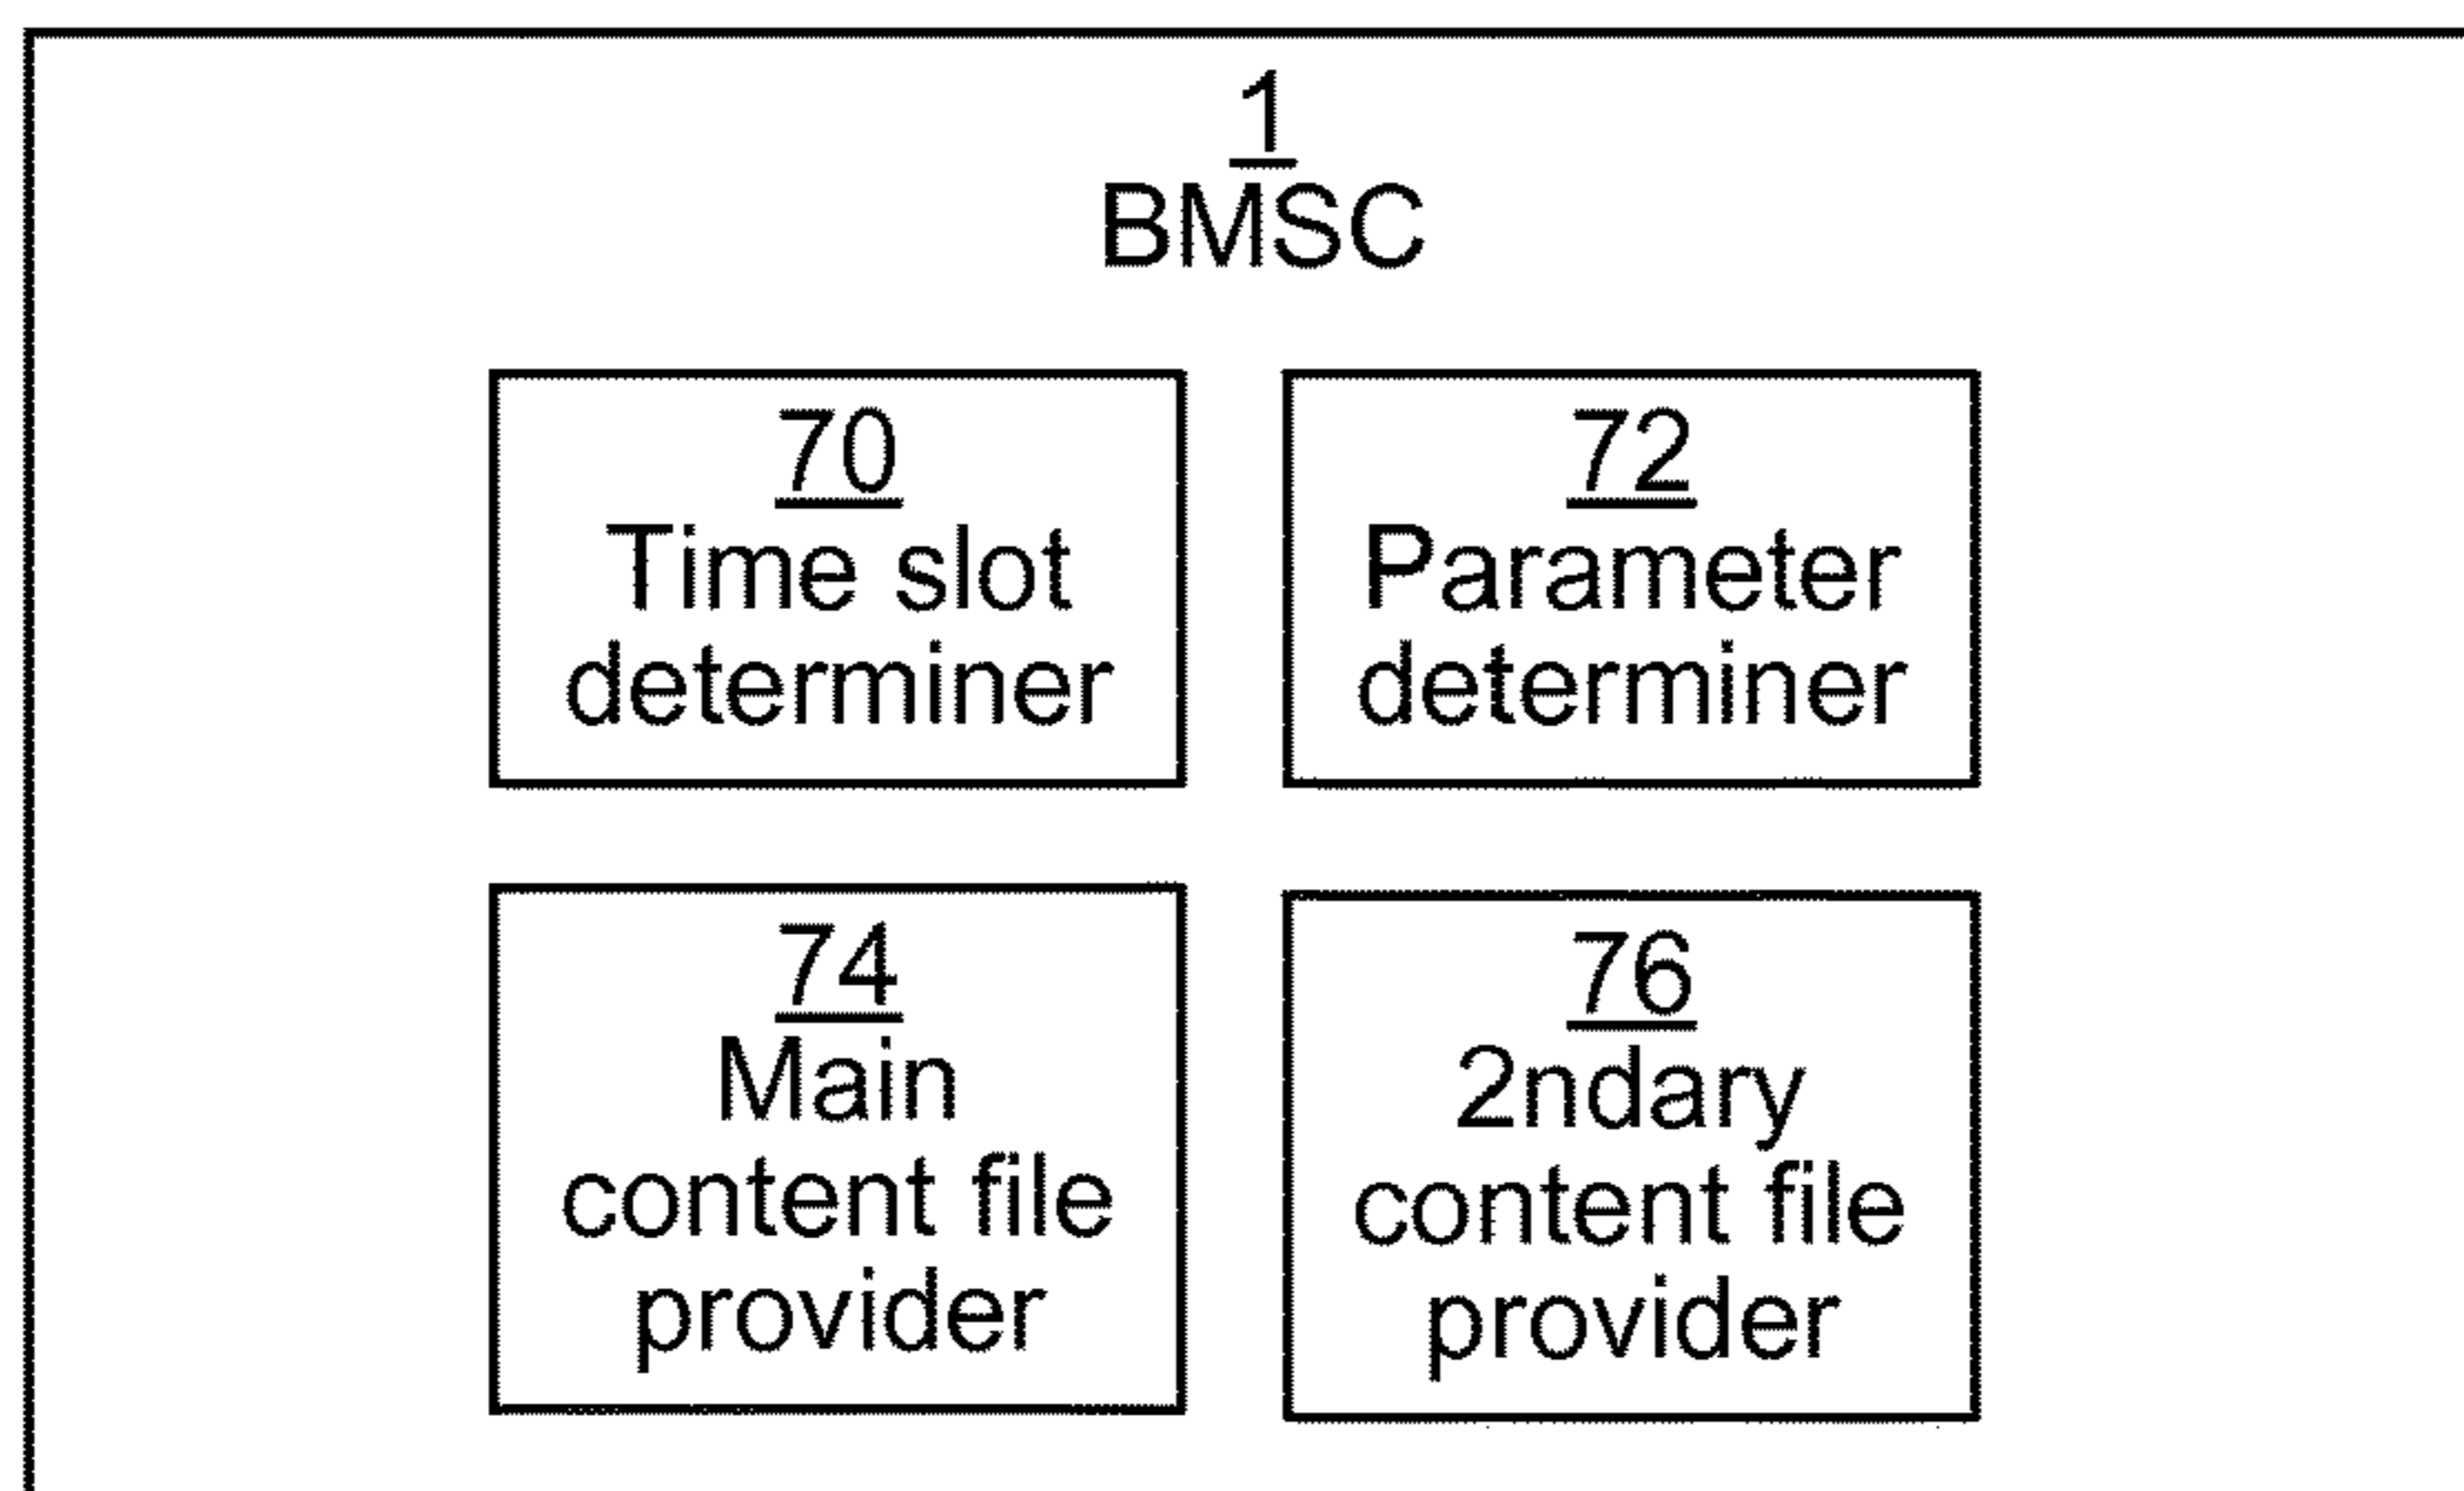 1
BMSC
70
Time slot
determiner
72
Parameter
determiner
74
Main
content file
provider
76
2ndary
content file
provider